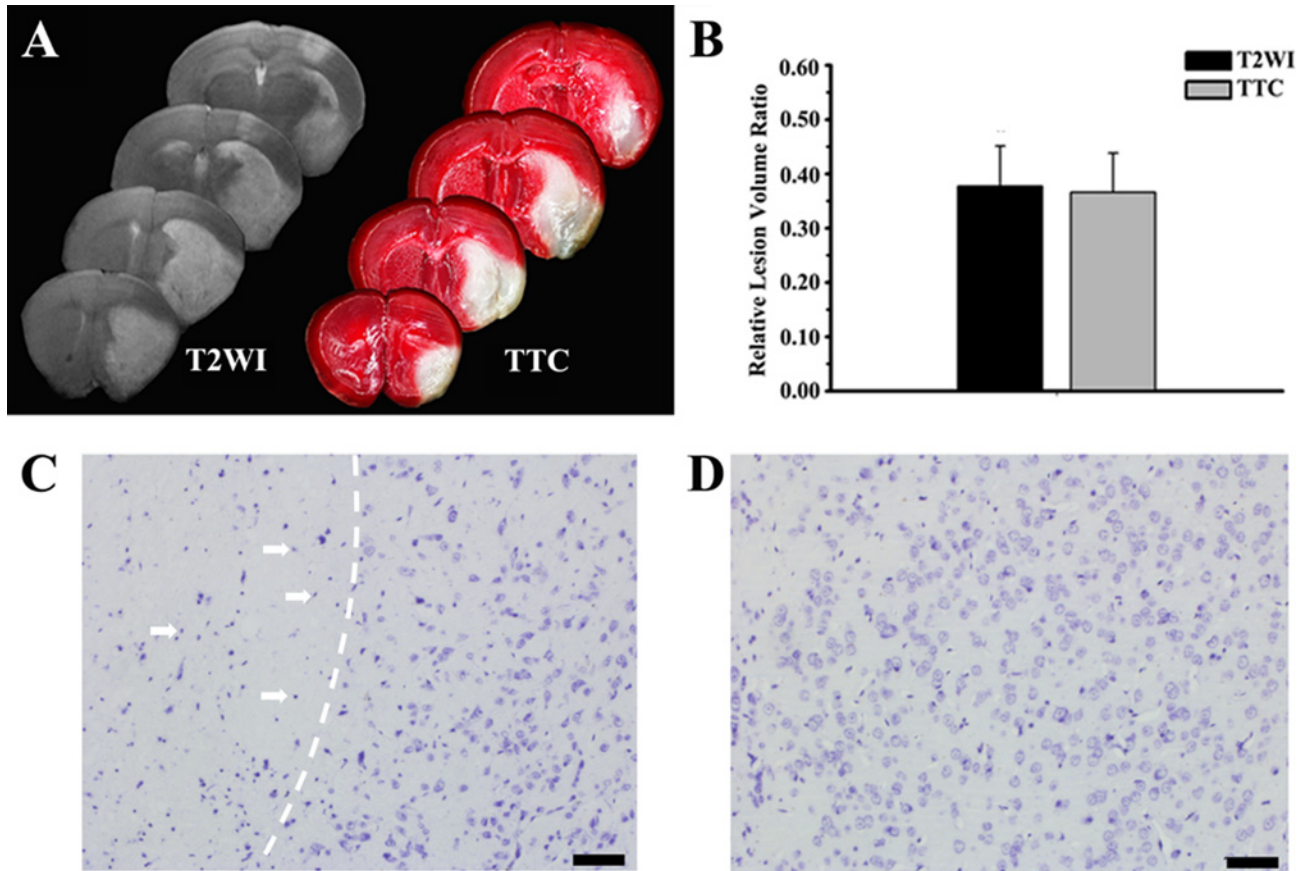 A
T2WI
TTC
B
T2WI
TTC
Relative Lesion Volume Ratio
0.60
0.50
0.40
0.30
0.20
0.10
0.00
C
D